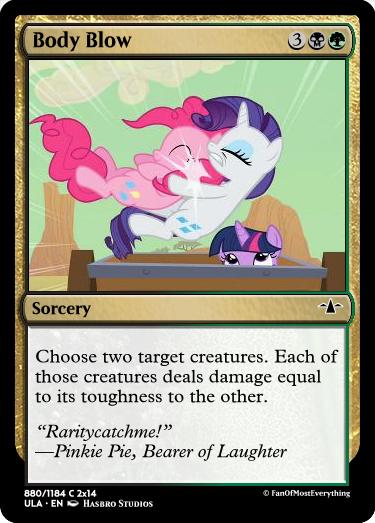 Body Blow 3
Sorcery
Choose two target creatures. Each of
those creatures deals damage equal
to its toughness to the other.
“Raritycatchme!”
—Pinkie Pie, Bearer of Laughter
880/1184 C 2x14
ULA • EN Hasbro Studios
© FanOfMostEverything